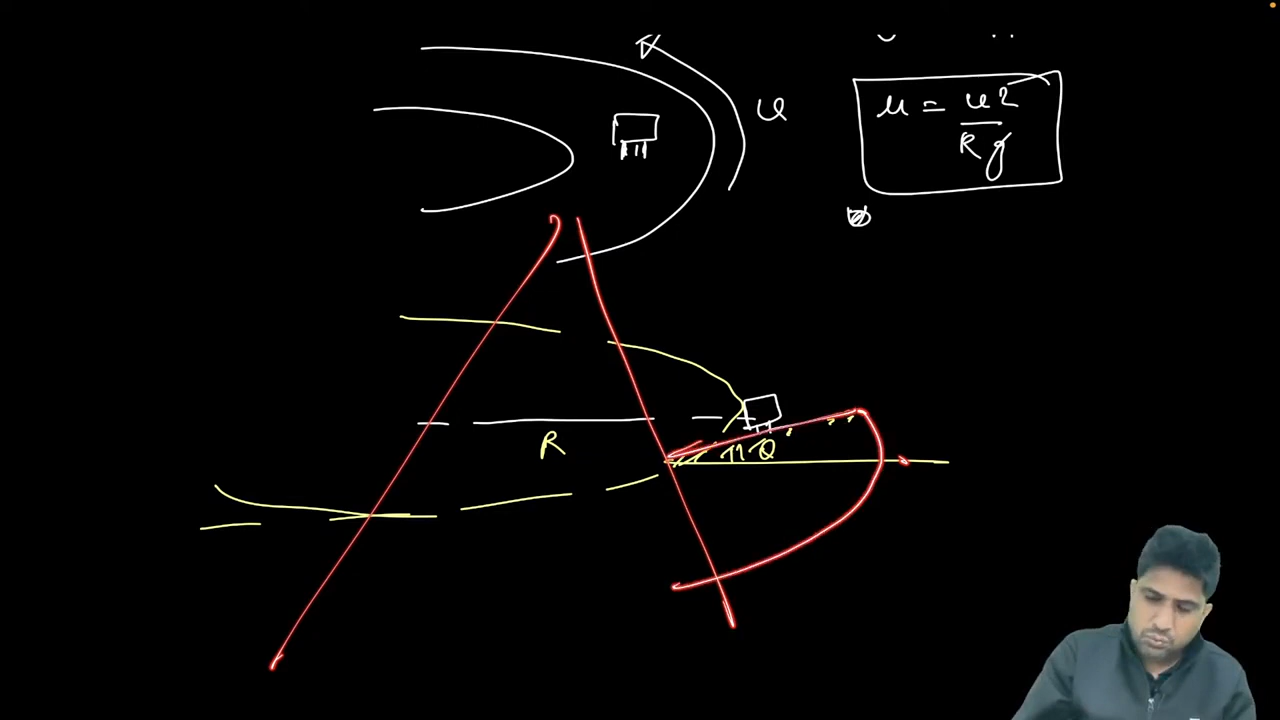 u
μ = u²
Rg
R
θ